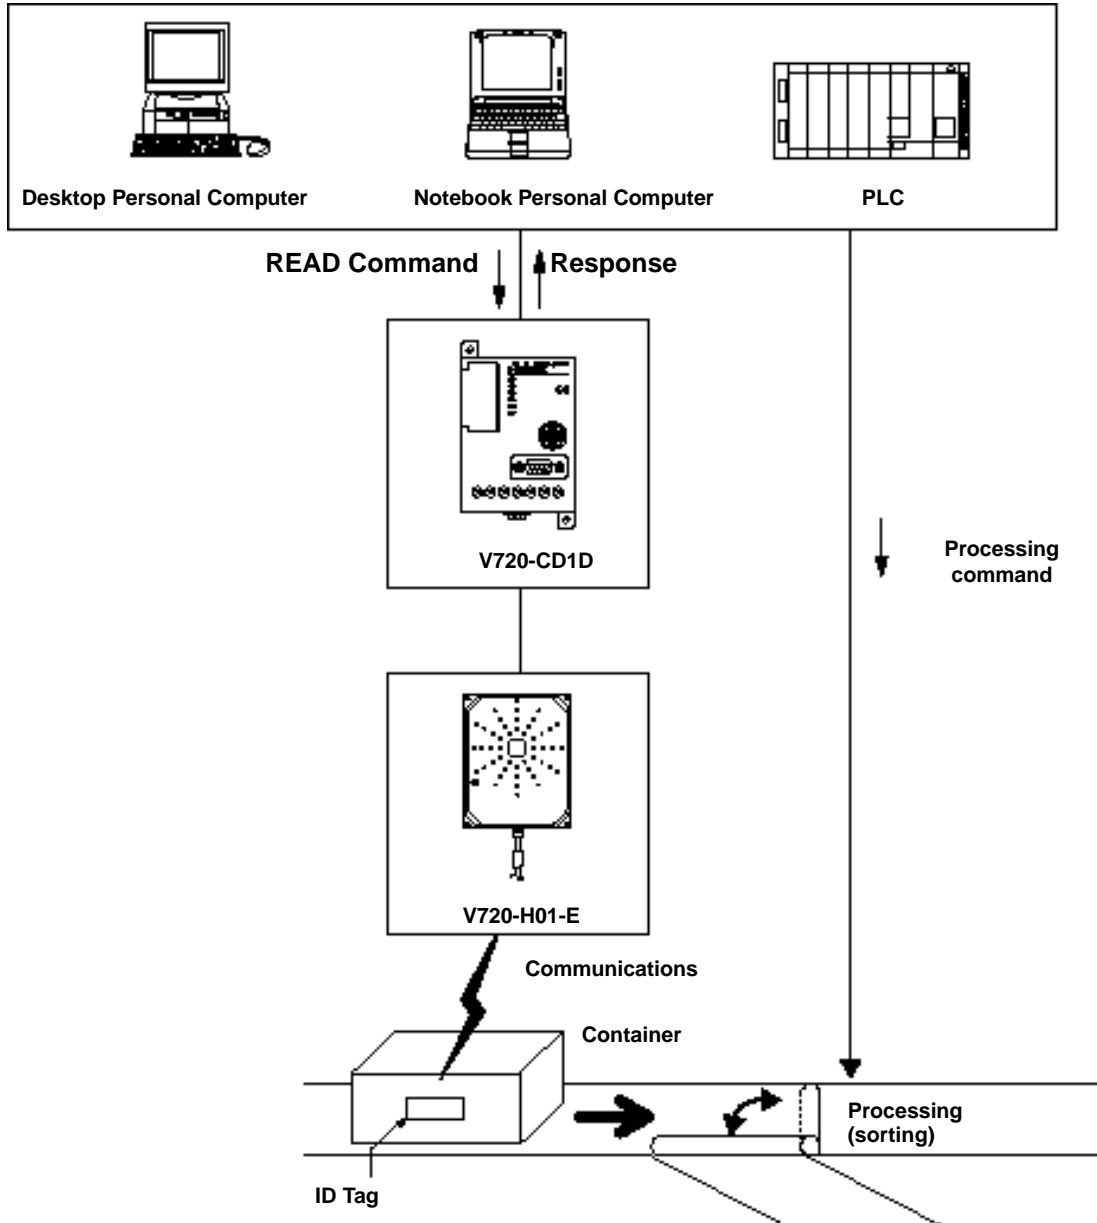 Desktop Personal Computer
Notebook Personal Computer
PLC
READ Command
Response
V720-CD1D
Processing
command
V720-H01-E
Communications
Container
Processing
(sorting)
ID Tag